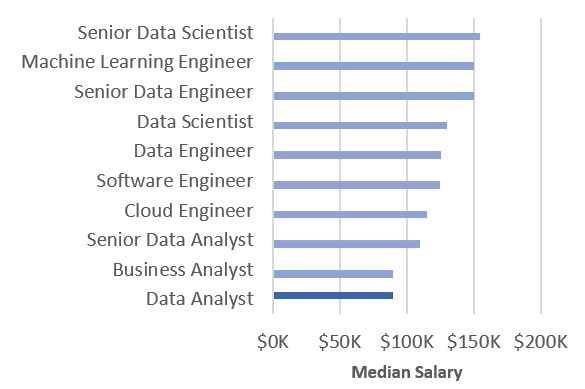 Senior Data Scientist
Machine Learning Engineer
Senior Data Engineer
Data Scientist
Data Engineer
Software Engineer
Cloud Engineer
Senior Data Analyst
Business Analyst
Data Analyst
$0K $50K $100K $150K $200K
Median Salary